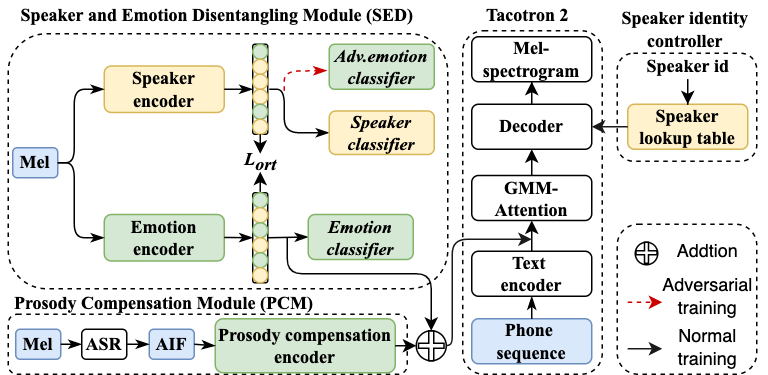 Speaker and Emotion Disentangling Module (SED)
Mel
Speaker
encoder
Adv.emotion
classifier
Speaker
classifier
Lort
Emotion
encoder
Emotion
classifier
Prosody Compensation Module (PCM)
Mel
ASR
AIF
Prosody compensation
encoder
Tacotron 2
Mel-
spectrogram
Decoder
GMM-
Attention
Text
encoder
Phone
sequence
Speaker identity
controller
Speaker id
Speaker
lookup table
Addtion
Adversarial
training
Normal
training